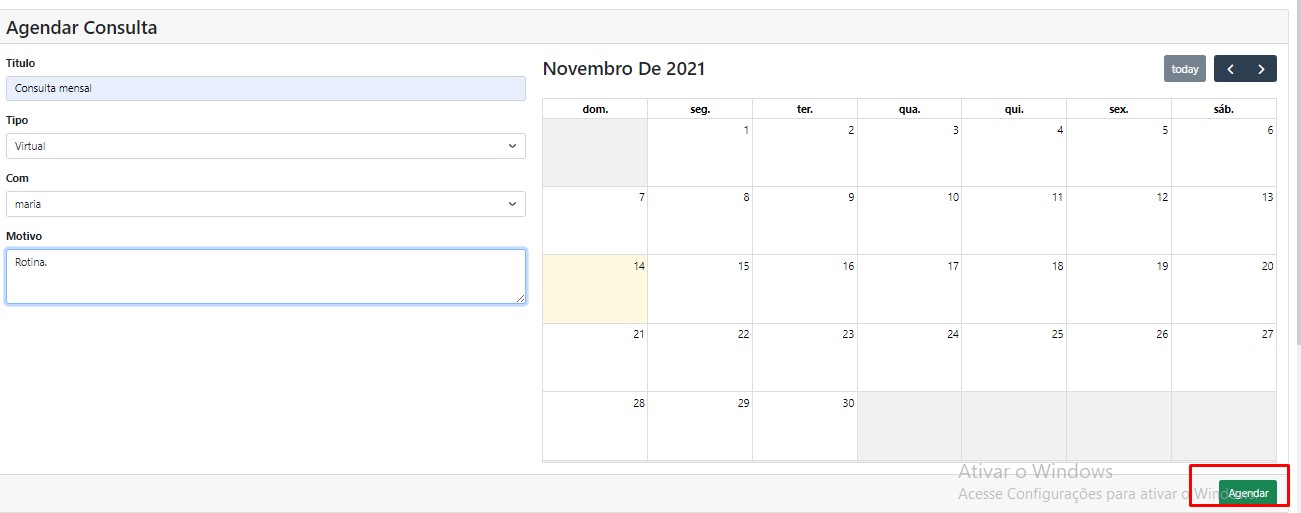 Agendar Consulta
Título
Consulta mensal
Tipo
Virtual
Com
maria
Motivo
Rotina.
Novembro De 2021
today
dom. seg. ter. qua. qui. sex. sáb.
1 2 3 4 5 6
7 8 9 10 11 12 13
14 15 16 17 18 19 20
21 22 23 24 25 26 27
28 29 30
Ativar o Windows
Acesse Configurações para ativar o Windows.
Agendar